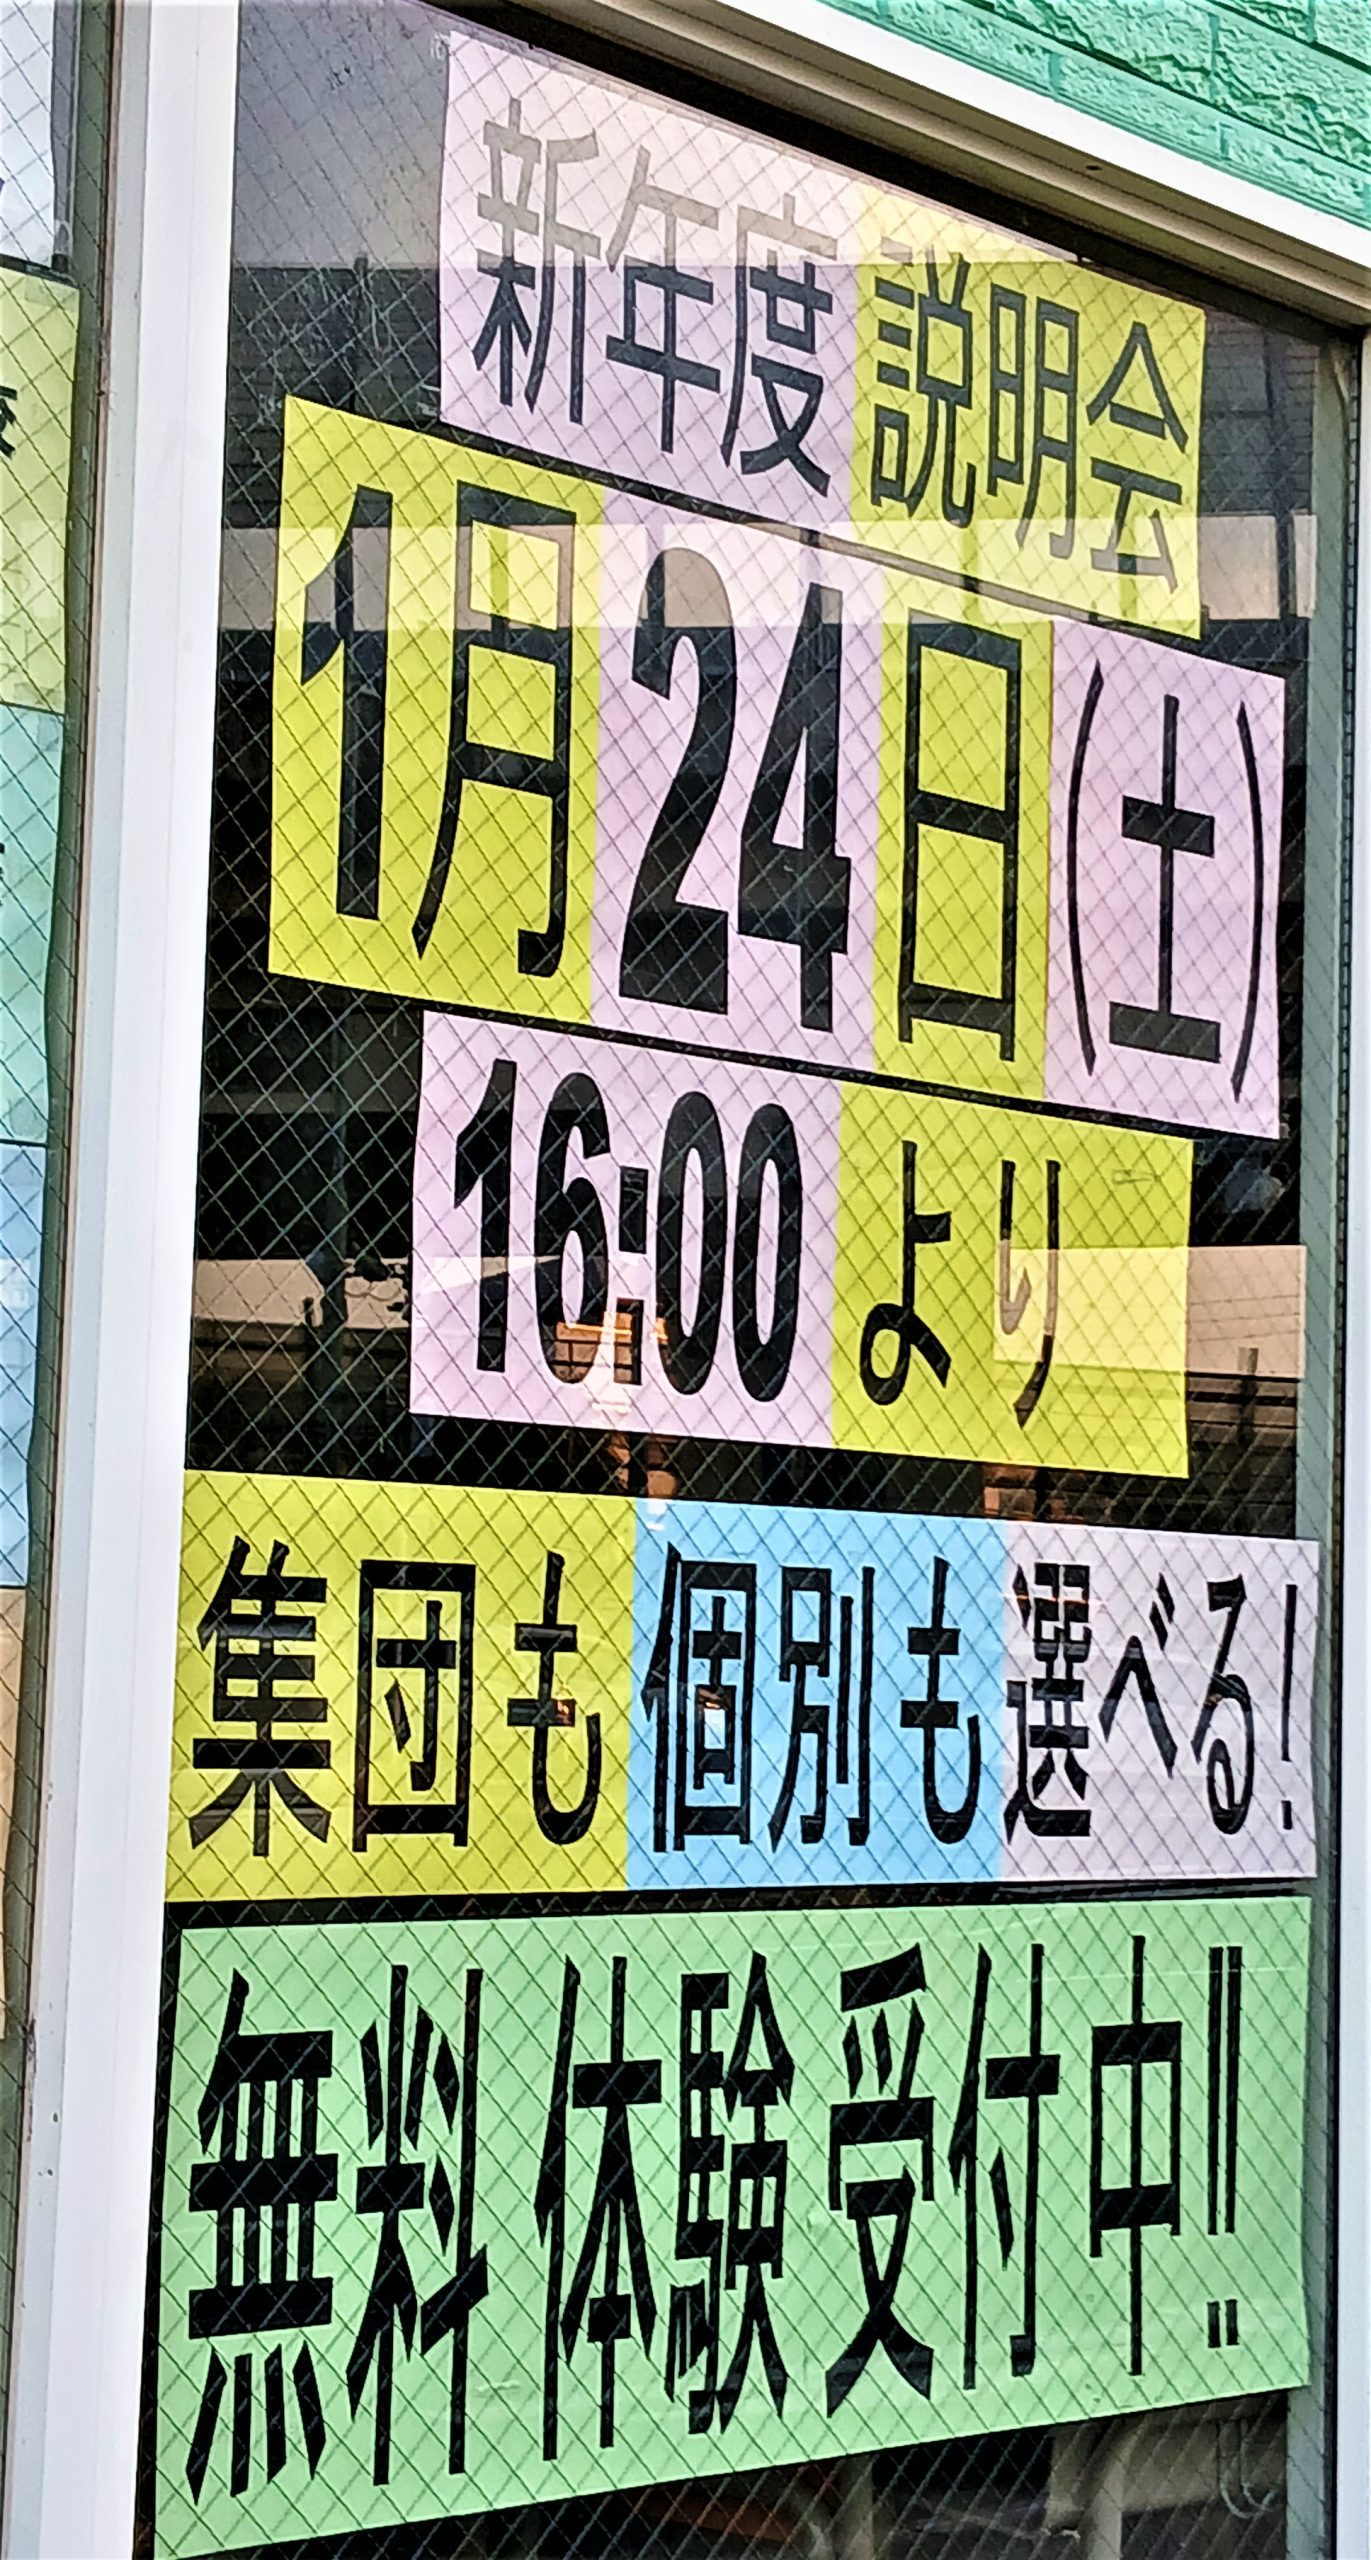 新年度説明会
1月24日(土)
16:00より
集団も個別も選べる!
無料体験受付中!!